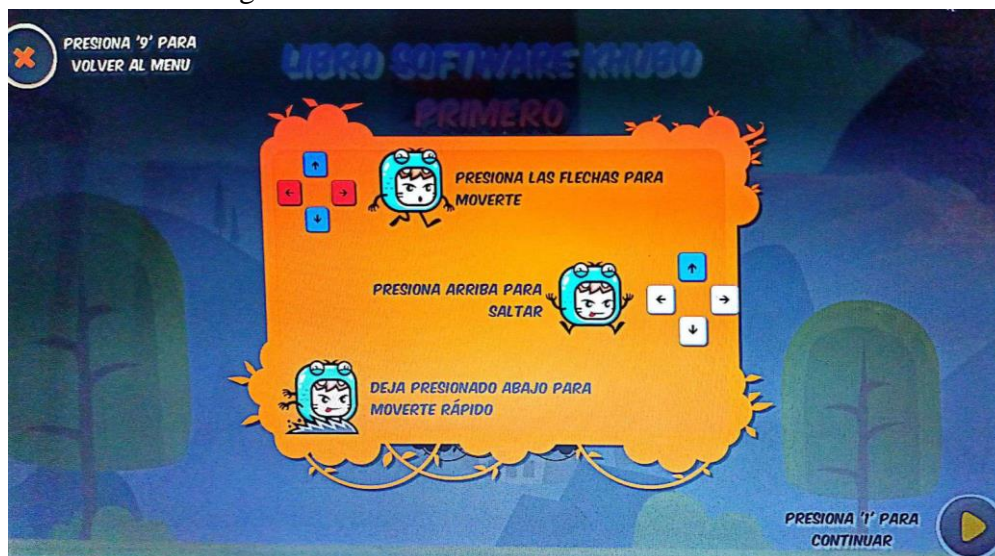 PRESIONA '9' PARA
VOLVER AL MENU
LIBRO SOFTWARE KHUBO
PRIMERO
PRESIONA LAS FLECHAS PARA
MOVERTE
PRESIONA ARRIBA PARA
SALTAR
DEJA PRESIONADO ABAJO PARA
MOVERTE RÁPIDO
PRESIONA '1' PARA
CONTINUAR